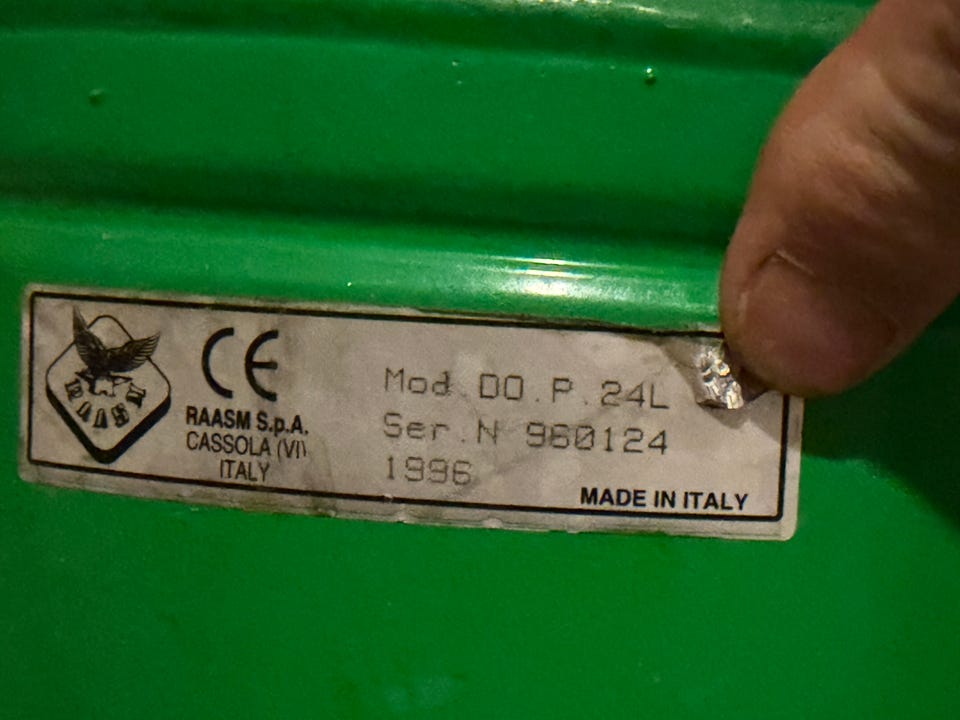 RAASM
CE
RAASM S.p.A.
CASSOLA (VI)
ITALY
Mod. DO.P.24L
Ser.N 960124
1996
MADE IN ITALY